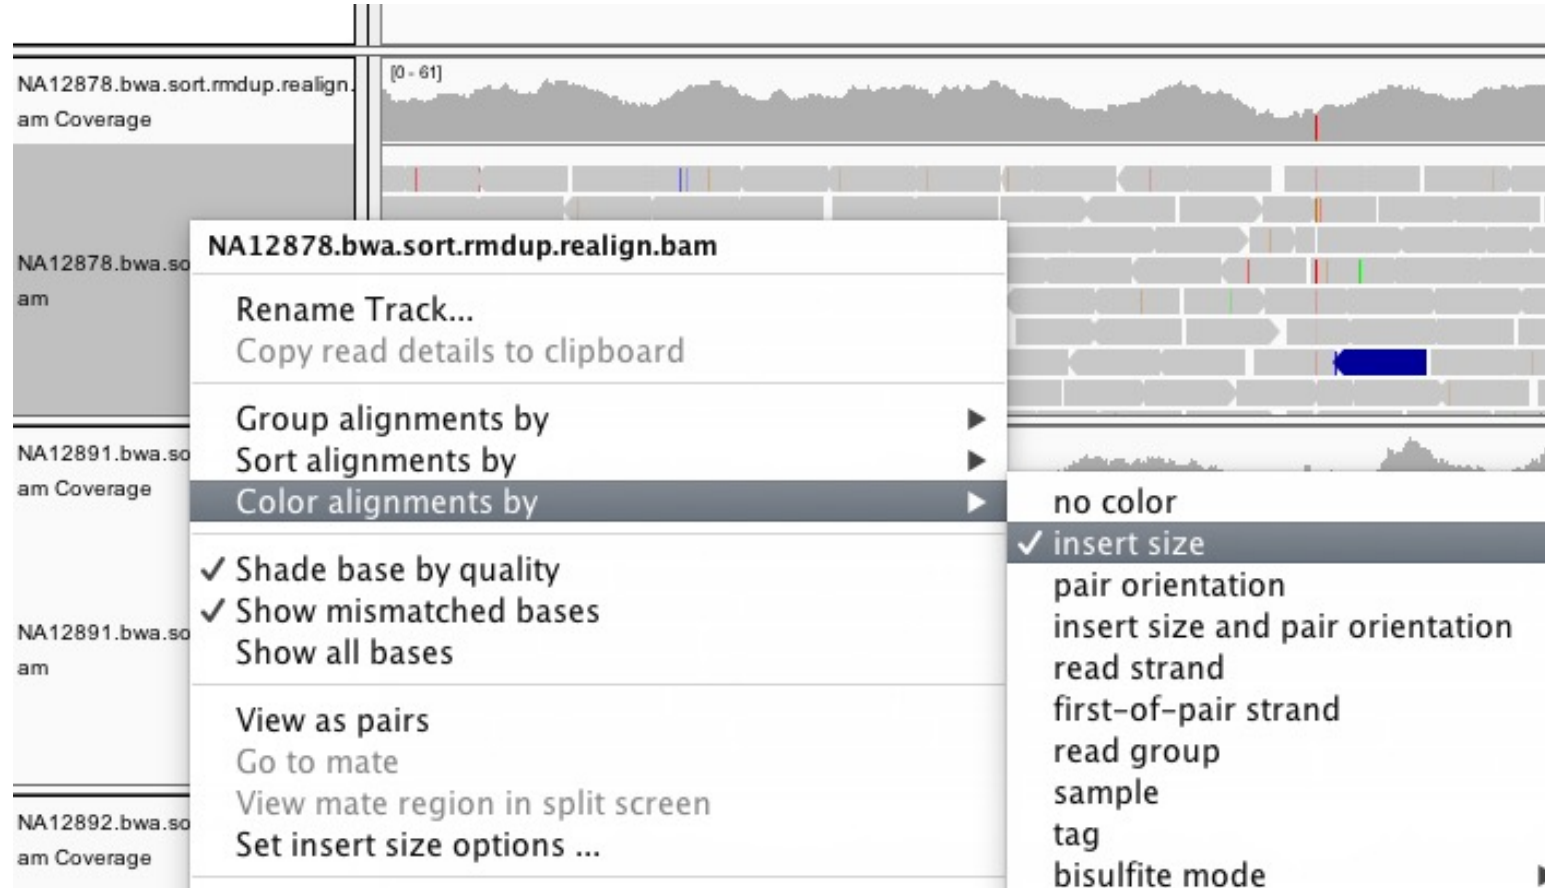 NA12878.bwa.sort.rmdup.realign.
am Coverage
[0 - 61]
NA12878.bwa.so
am
NA12878.bwa.sort.rmdup.realign.bam
Rename Track...
Copy read details to clipboard
Group alignments by
Sort alignments by
Color alignments by
Shade base by quality
Show mismatched bases
Show all bases
View as pairs
Go to mate
View mate region in split screen
Set insert size options ...
no color
insert size
pair orientation
insert size and pair orientation
read strand
first-of-pair strand
read group
sample
tag
bisulfite mode
NA12891.bwa.so
am Coverage
NA12891.bwa.so
am
NA12892.bwa.so
am Coverage